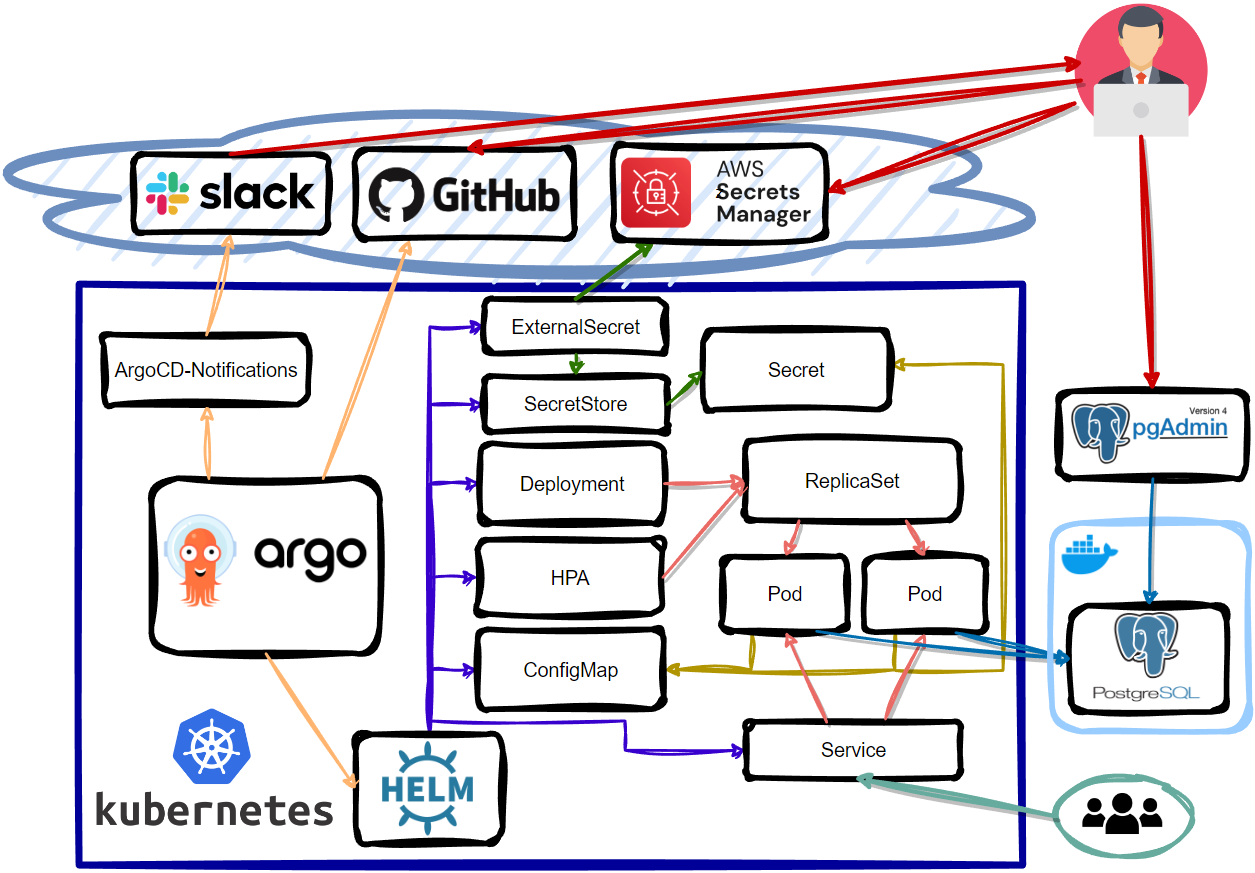 slack
GitHub
AWS
Secrets
Manager
ExternalSecret
ArgoCD-Notifications
Secret
SecretStore
Version 4
pgAdmin
Deployment
ReplicaSet
argo
HPA
Pod
Pod
ConfigMap
PostgreSQL
Service
HELM
kubernetes